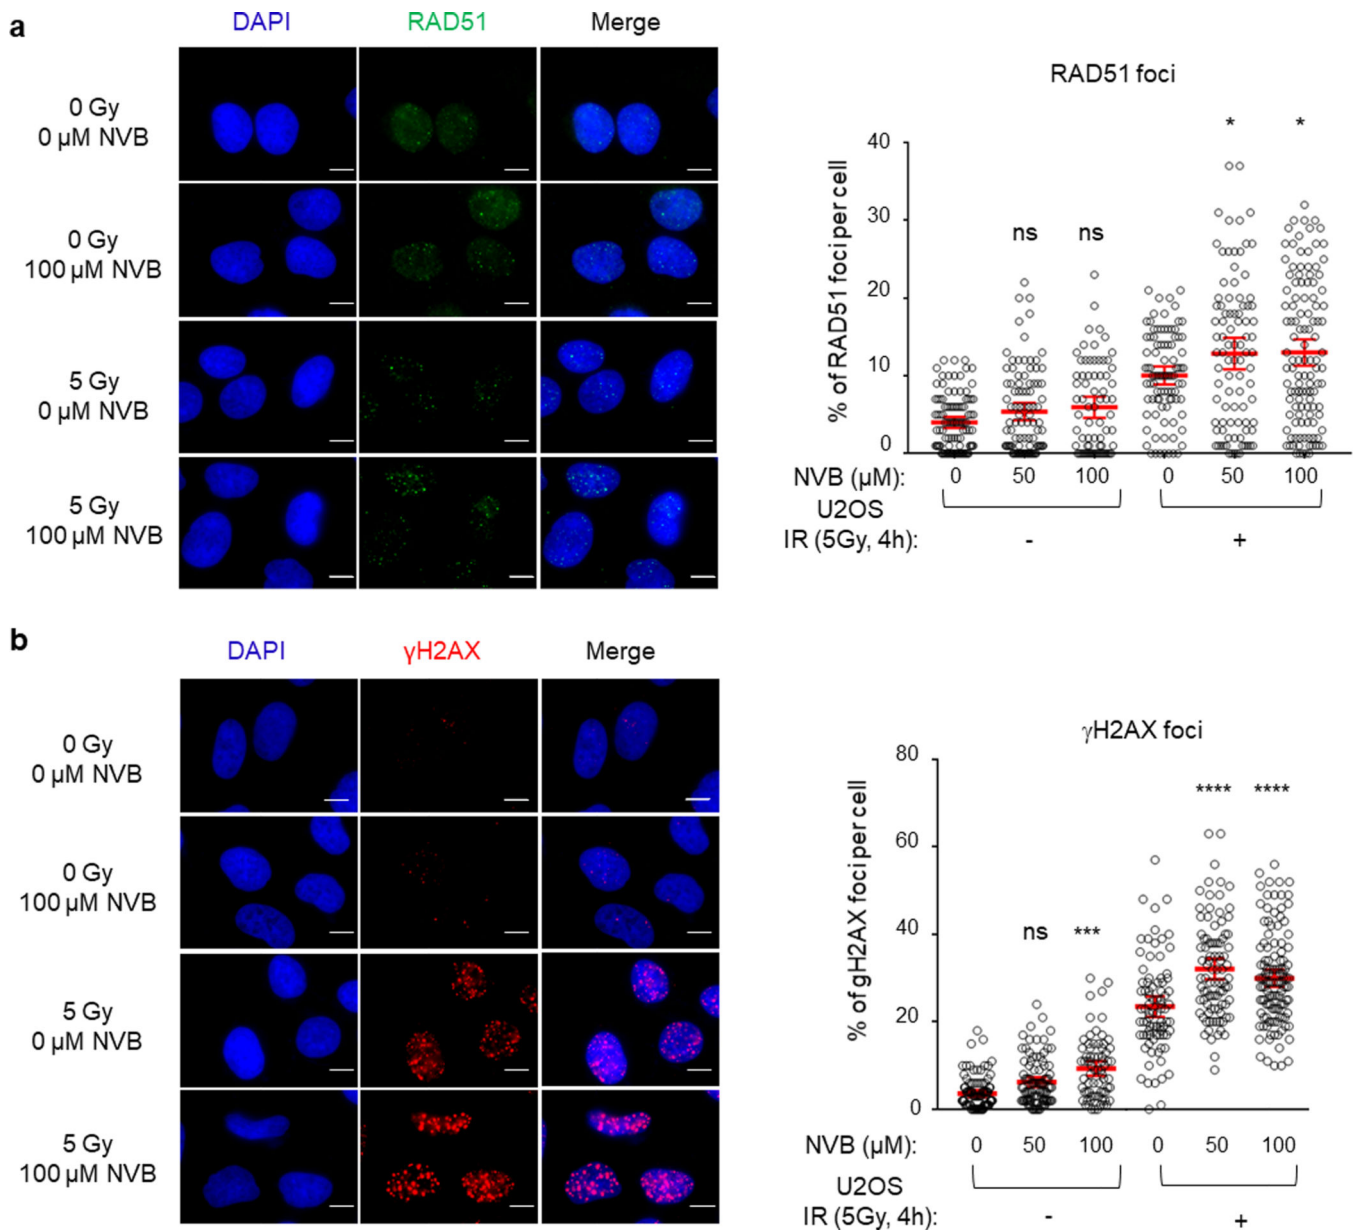 a
DAPI
RAD51
Merge
0 Gy
0 µM NVB
0 Gy
100 µM NVB
5 Gy
0 µM NVB
5 Gy
100 µM NVB
RAD51 foci
% of RAD51 foci per cell
40
30
20
10
0
ns
ns
*
*
NVB (µM):
0
50
100
0
50
100
U2OS
IR (5Gy, 4h):
-
+
b
DAPI
γH2AX
Merge
0 Gy
0 µM NVB
0 Gy
100 µM NVB
5 Gy
0 µM NVB
5 Gy
100 µM NVB
γH2AX foci
% of gH2AX foci per cell
80
60
40
20
0
ns
***
****
****
NVB (µM):
0
50
100
0
50
100
U2OS
IR (5Gy, 4h):
-
+